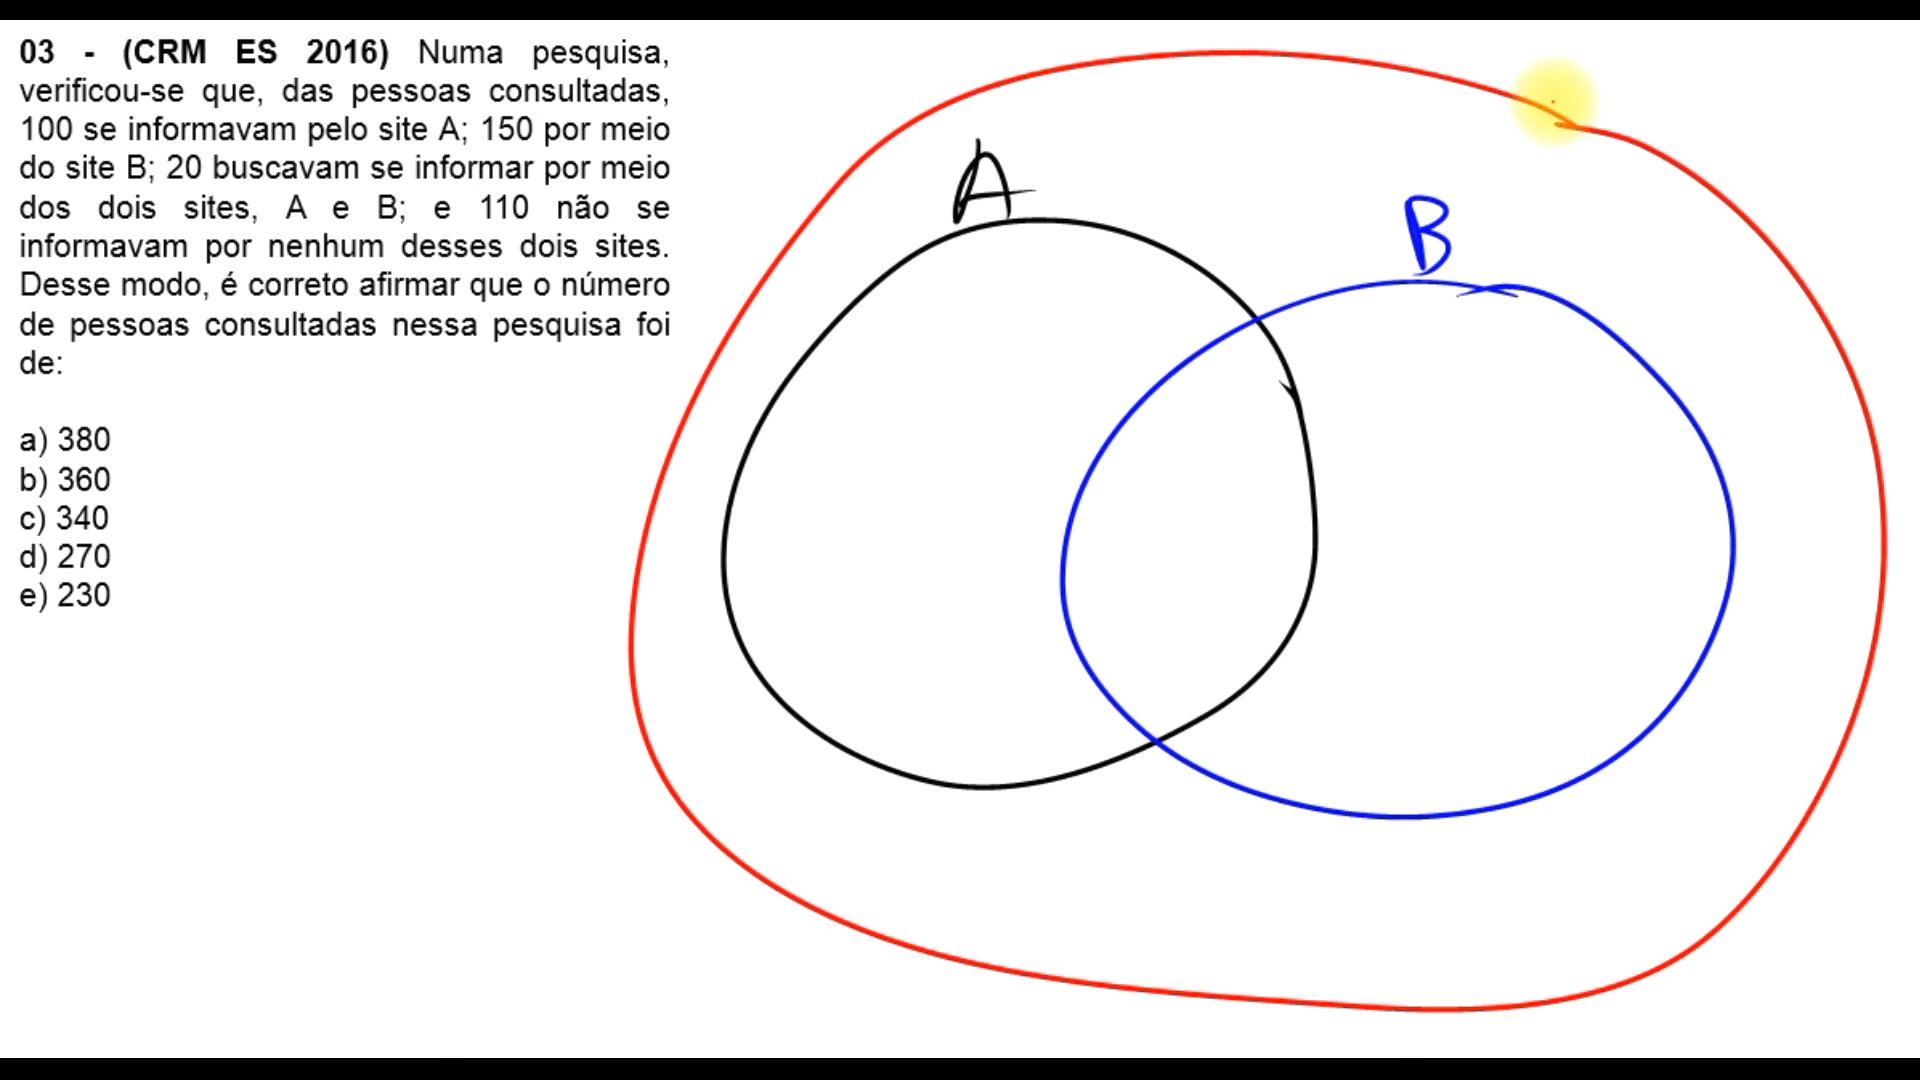 03 - (CRM ES 2016) Numa pesquisa,
verificou-se que, das pessoas consultadas,
100 se informavam pelo site A; 150 por meio
do site B; 20 buscavam se informar por meio
dos dois sites, A e B; e 110 não se
informavam por nenhum desses dois sites.
Desse modo, é correto afirmar que o número
de pessoas consultadas nessa pesquisa foi
de:
a) 380
b) 360
c) 340
d) 270
e) 230
A
B